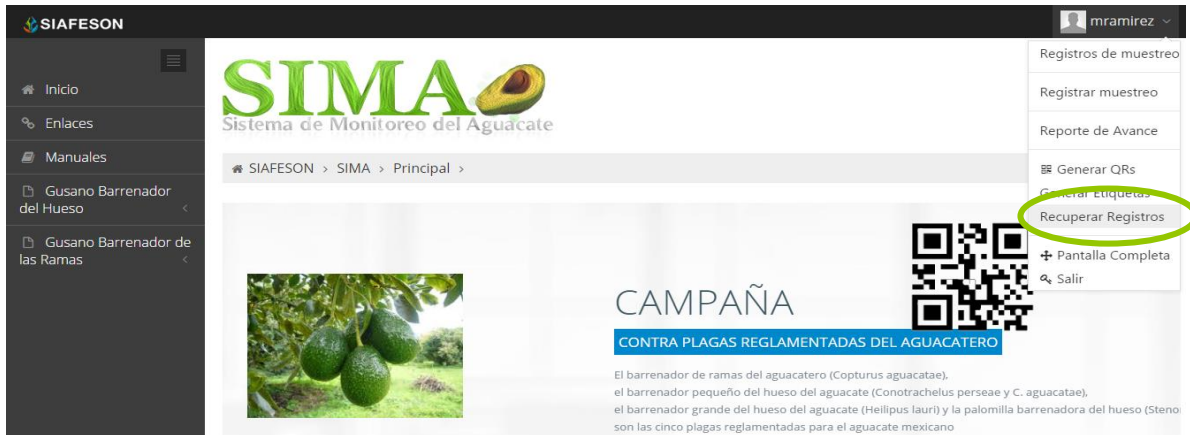 SIAFESON
mramirez
Registros de muestreo
Registrar muestreo
Reporte de Avance
Generar QRs
Generar Etiquetas
Recuperar Registros
Pantalla Completa
Salir
Inicio
Enlaces
Manuales
Gusano Barrenador
del Hueso
Gusano Barrenador de
las Ramas
SIMA
Sistema de Monitoreo del Aguacate
SIAFESON > SIMA > Principal >
CAMPAÑA
CONTRA PLAGAS REGLAMENTADAS DEL AGUACATERO
El barrenador de ramas del aguacatero (Copturus aguacatae),
el barrenador pequeño del hueso del aguacate (Conotrachelus perseae y C. aguacatae),
el barrenador grande del hueso del aguacate (Heilipus lauri) y la palomilla barrenadora del hueso (Steno
son las cinco plagas reglamentadas para el aguacate mexicano